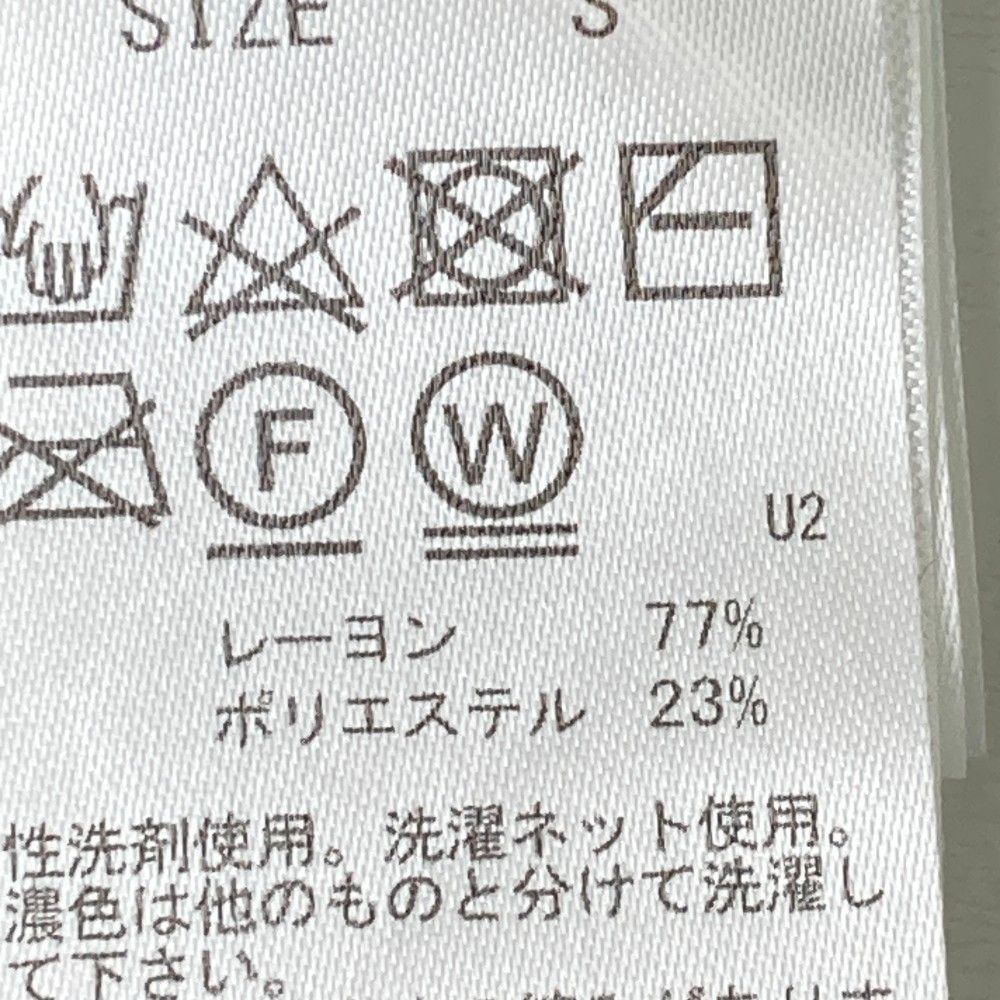 SIZE S
F W
U2
レーヨン 77%
ポリエステル 23%
性洗剤使用。洗濯ネット使用。
濃色は他のものと分けて洗濯し
て下さい。